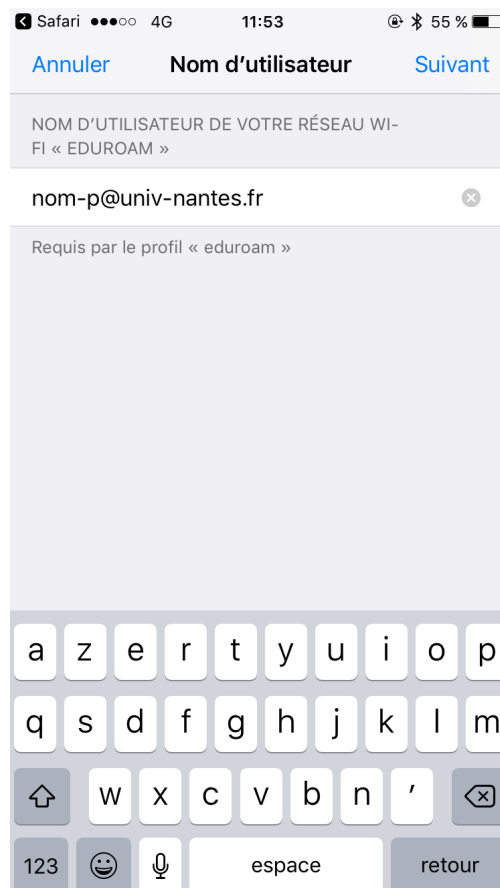 Safari 4G 11:53 55 %
Annuler Nom d’utilisateur Suivant
NOM D’UTILISATEUR DE VOTRE RÉSEAU WI-
FI « EDUROAM »
nom-p@univ-nantes.fr
Requis par le profil « eduroam »
a z e r t y u i o p
q s d f g h j k l m
w x c v b n ’
123 espace retour